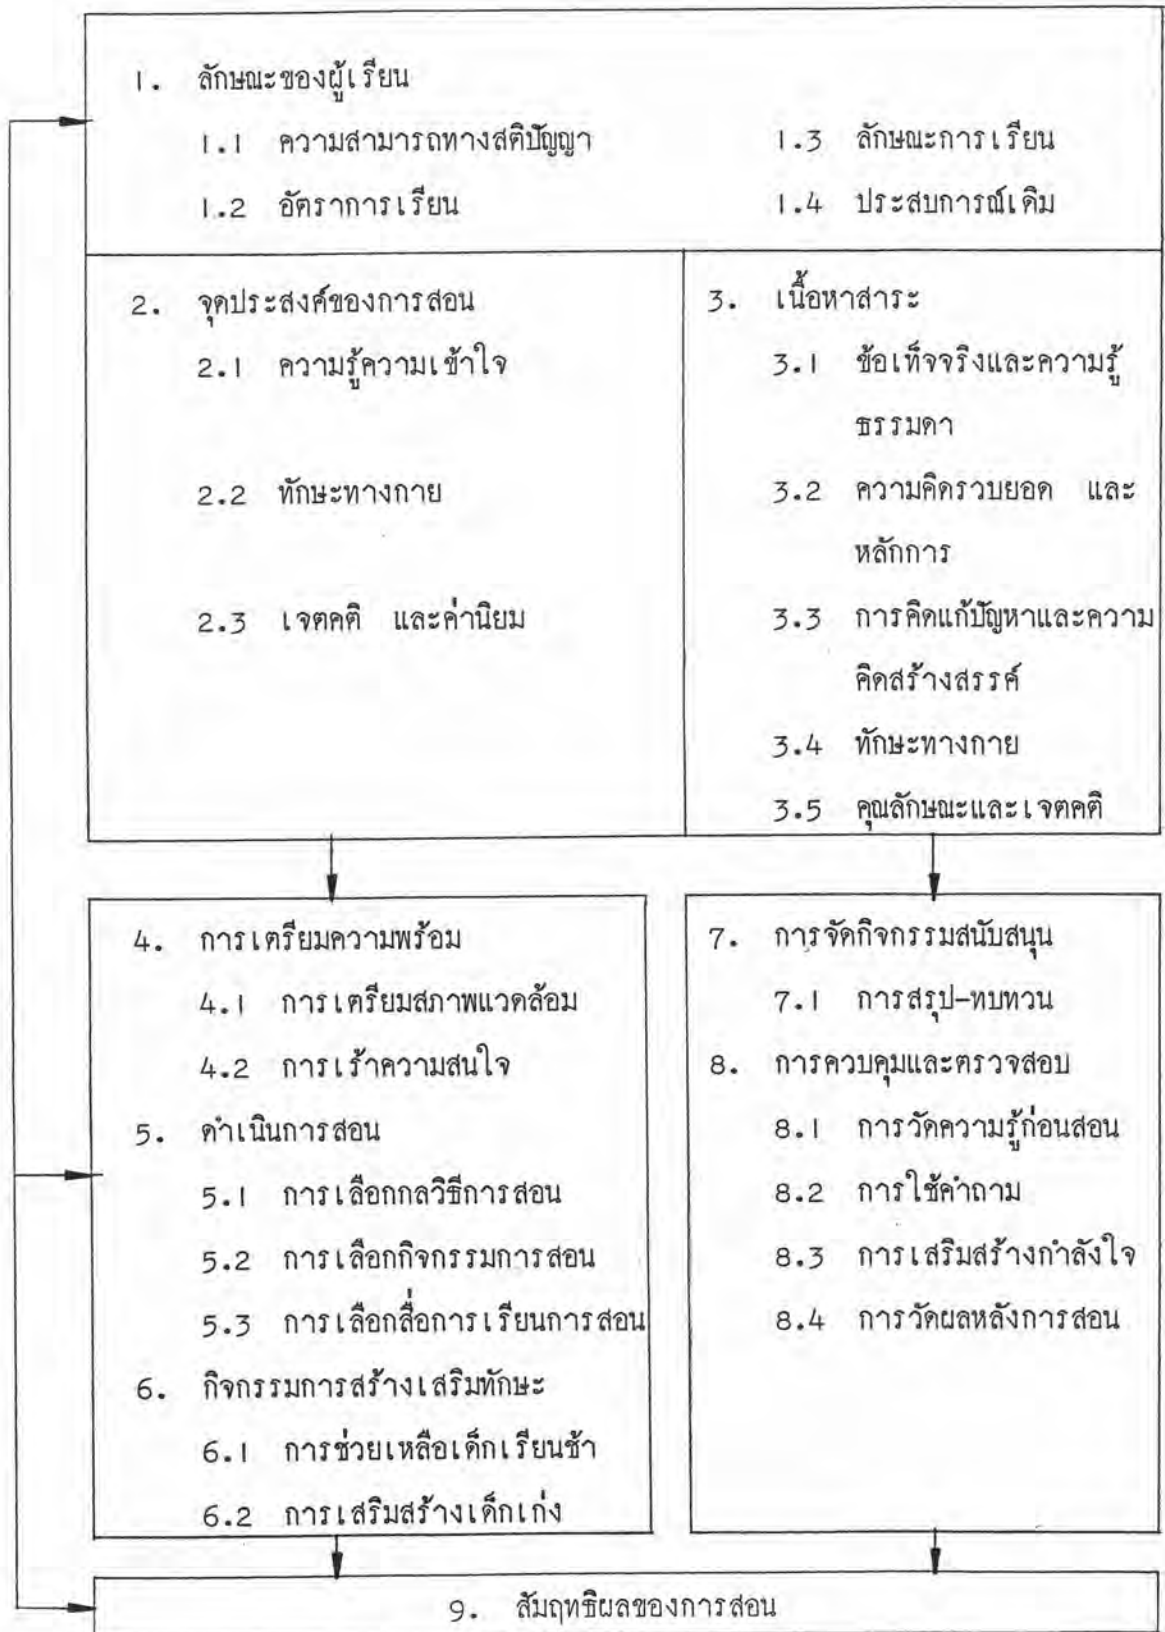 1. ลักษณะของผู้เรียน
1.1 ความสามารถทางสติปัญญา
1.2 อัตราการเรียน
1.3 ลักษณะการเรียน
1.4 ประสบการณ์เดิม
2. จุดประสงค์ของการสอน
2.1 ความรู้ความเข้าใจ
2.2 ทักษะทางกาย
2.3 เจตคติ และค่านิยม
3. เนื้อหาสาระ
3.1 ข้อเท็จจริงและความรู้
ธรรมดา
3.2 ความคิดรวบยอด และ
หลักการ
3.3 การคิดแก้ปัญหาและความ
คิดสร้างสรรค์
3.4 ทักษะทางกาย
3.5 คุณลักษณะและเจตคติ
4. การเตรียมความพร้อม
4.1 การเตรียมสภาพแวดล้อม
4.2 การเร้าความสนใจ
5. ดำเนินการสอน
5.1 การเลือกกลวิธีการสอน
5.2 การเลือกกิจกรรมการสอน
5.3 การเลือกสื่อการเรียนการสอน
6. กิจกรรมการสร้างเสริมทักษะ
6.1 การช่วยเหลือเด็กเรียนช้า
6.2 การเสริมสร้างเด็กเก่ง
7. การจัดกิจกรรมสนับสนุน
7.1 การสรุป-ทบทวน
8. การควบคุมและตรวจสอบ
8.1 การวัดความรู้ก่อนสอน
8.2 การใช้คำถาม
8.3 การเสริมสร้างกำลังใจ
8.4 การวัดผลหลังการสอน
9. สัมฤทธิผลของการสอน